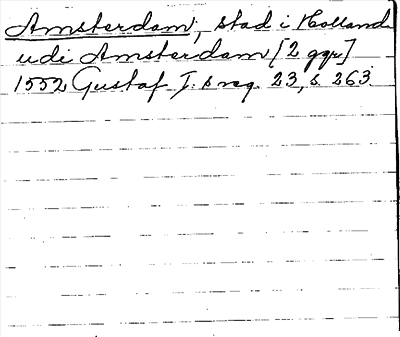 Amsterdam, stad i Holland
udi Amsterdam [2 ggr]
1552 Gustaf I:s reg. 23, s. 263.